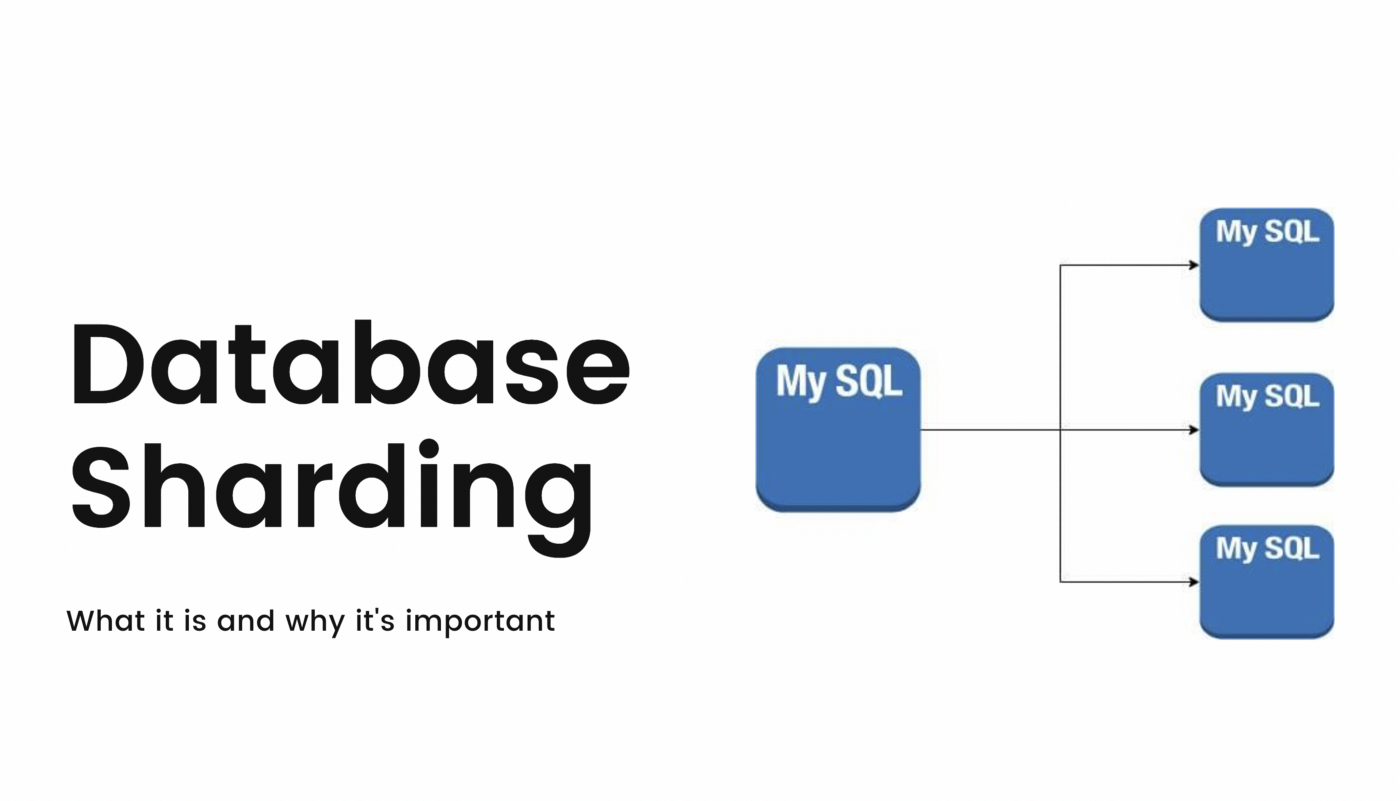 Database
Sharding
What it is and why it's important
My SQL
My SQL
My SQL
My SQL